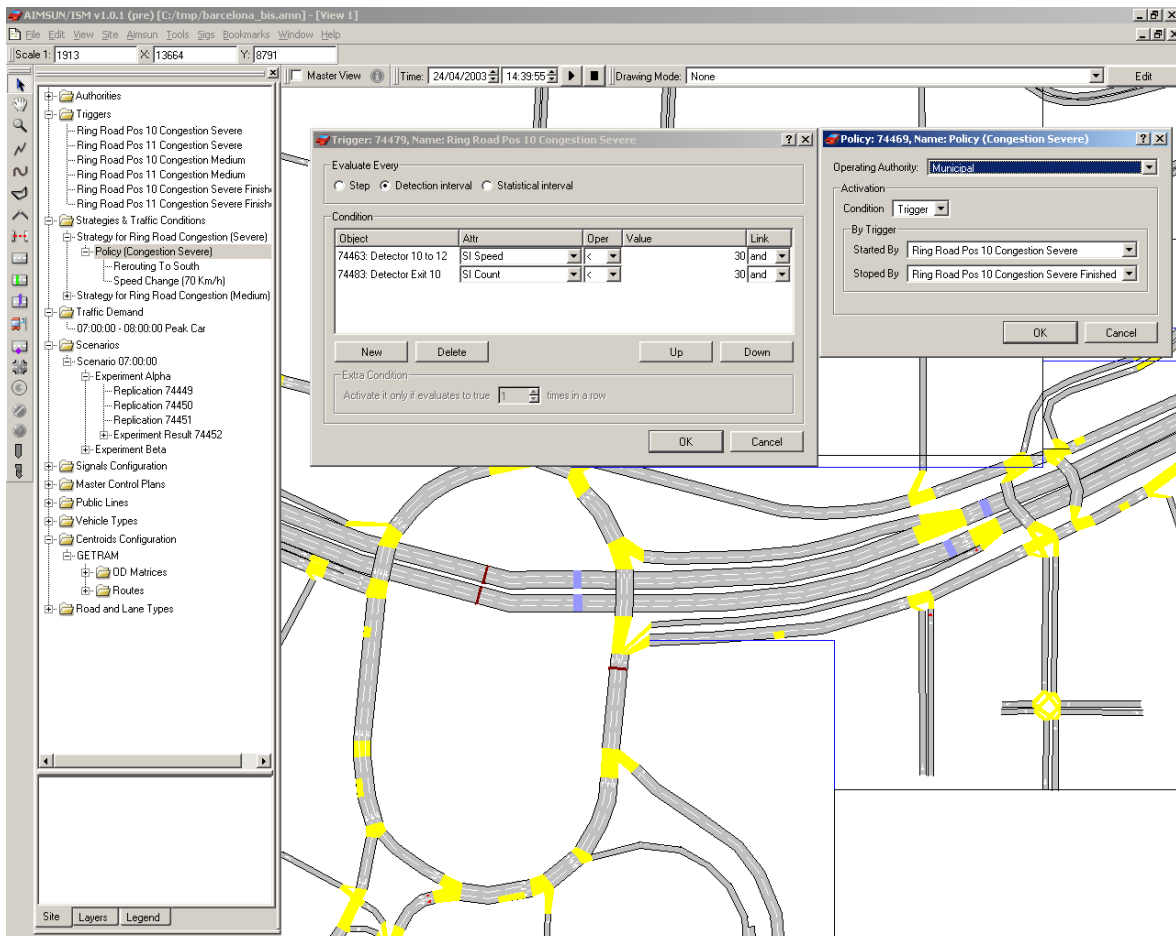 AIMSUN/ISM v1.0.1 (pre) [C:/tmp/barcelona_bis.amn] - [View 1]
File Edit View Site Aimsun Tools Sigs Bookmarks Window Help
Scale 1: 1913 X: 13664 Y: 8791
Master View Time: 24/04/2003 14:39:55 Drawing Mode: None Edit
Authorities
Triggers
Ring Road Pos 10 Congestion Severe
Ring Road Pos 11 Congestion Severe
Ring Road Pos 10 Congestion Medium
Ring Road Pos 11 Congestion Medium
Ring Road Pos 10 Congestion Severe Finish
Ring Road Pos 11 Congestion Severe Finish
Strategies & Traffic Conditions
Strategy for Ring Road Congestion (Severe)
Policy (Congestion Severe)
Rerouting To South
Speed Change (70 Km/h)
Strategy for Ring Road Congestion (Medium)
Traffic Demand
07:00:00 - 08:00:00 Peak Car
Scenarios
Scenario 07:00:00
Experiment Alpha
Replication 74449
Replication 74450
Replication 74451
Experiment Result 74452
Experiment Beta
Signals Configuration
Master Control Plans
Public Lines
Vehicle Types
Centroids Configuration
GETRAM
OD Matrices
Routes
Road and Lane Types
Site Layers Legend
Trigger: 74479, Name: Ring Road Pos 10 Congestion Severe
Evaluate Every
Step Detection interval Statistical interval
Condition
Object Attr Oper Value Link
74463: Detector 10 to 12 SI Speed < 30 and
74483: Detector Exit 10 SI Count < 30 and
New Delete Up Down
Extra Condition
Activate it only if evaluates to true 1 times in a row
OK Cancel
Policy: 74469, Name: Policy (Congestion Severe)
Operating Authority: Municipal
Activation
Condition Trigger
By Trigger
Started By Ring Road Pos 10 Congestion Severe
Stoped By Ring Road Pos 10 Congestion Severe Finished
OK Cancel